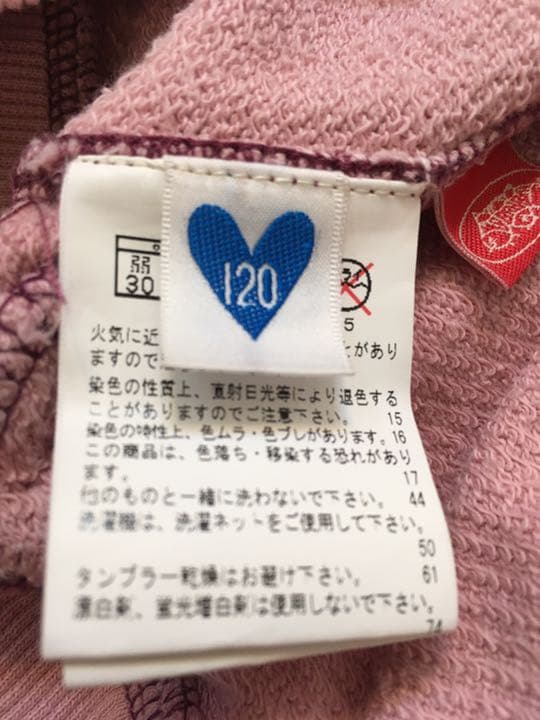 120
弱
30
5
火気に近
とがあり
ますので
染色の性質上、直射日光等により退色する
ことがありますのでご注意下さい。 15
染色の特性上、色ムラ・色ブレがあります。16
この商品は、色落ち・移染する恐れがあり
ます。 17
他のものと一緒に洗わないで下さい。 44
洗濯機は、洗濯ネットをご使用して下さい。
50
タンブラー乾燥はお避け下さい。 61
漂白剤、蛍光増白剤は使用しないで下さい。
74